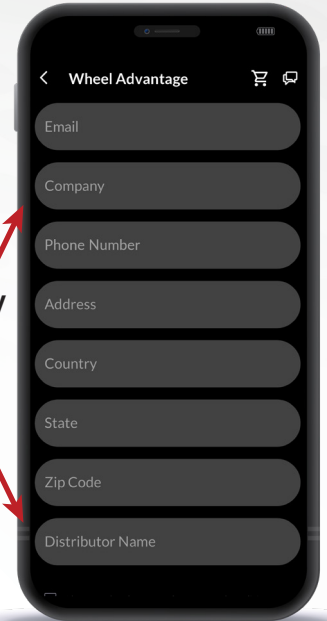 Wheel Advantage
Email
Company
Phone Number
Address
Country
State
Zip Code
Distributor Name